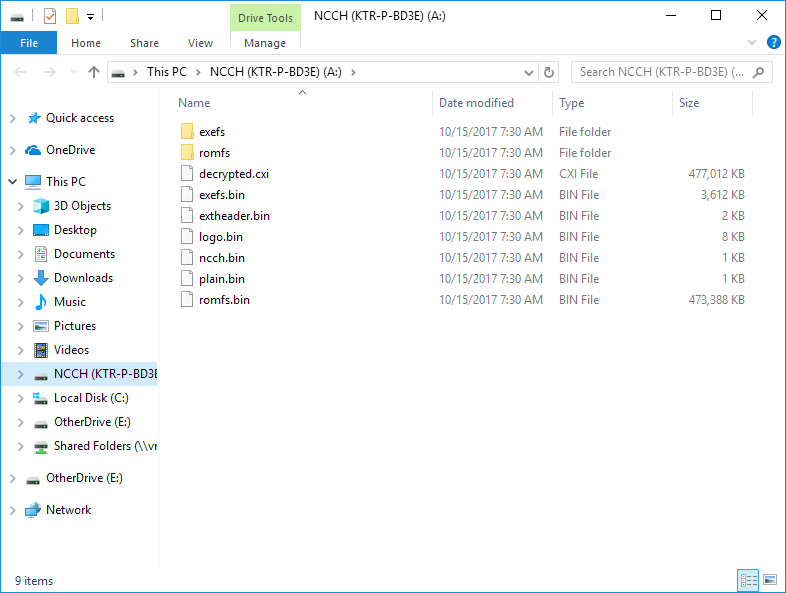 Drive Tools
NCCH (KTR-P-BD3E) (A:)
File
Home
Share
View
Manage
This PC
NCCH (KTR-P-BD3E) (A:)
Search NCCH (KTR-P-BD3E) (...
Name
Date modified
Type
Size
Quick access
OneDrive
This PC
3D Objects
Desktop
Documents
Downloads
Music
Pictures
Videos
NCCH (KTR-P-BD3E
Local Disk (C:)
OtherDrive (E:)
Shared Folders (\\vr
OtherDrive (E:)
Network
exefs 10/15/2017 7:30 AM File folder
romfs 10/15/2017 7:30 AM File folder
decrypted.cxi 10/15/2017 7:30 AM CXI File 477,012 KB
exefs.bin 10/15/2017 7:30 AM BIN File 3,612 KB
extheader.bin 10/15/2017 7:30 AM BIN File 2 KB
logo.bin 10/15/2017 7:30 AM BIN File 8 KB
ncch.bin 10/15/2017 7:30 AM BIN File 1 KB
plain.bin 10/15/2017 7:30 AM BIN File 1 KB
romfs.bin 10/15/2017 7:30 AM BIN File 473,388 KB
9 items